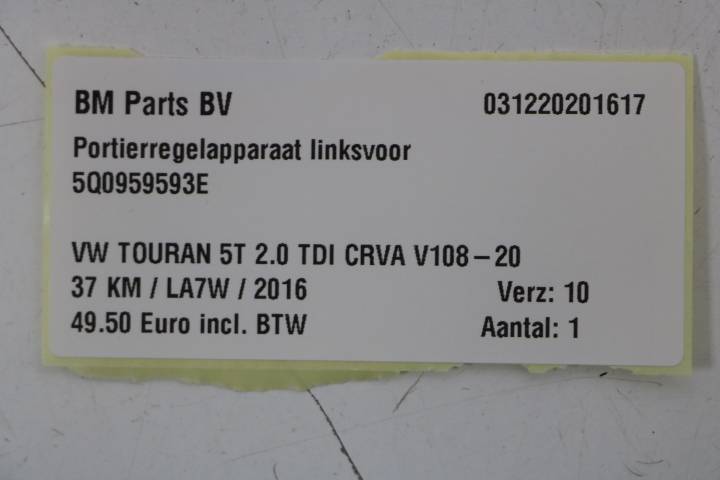 BM Parts BV 031220201617
Portierregelapparaat linksvoor
5Q0959593E
VW TOURAN 5T 2.0 TDI CRVA V108-20
37 KM / LA7W / 2016 Verz: 10
49.50 Euro incl. BTW Aantal: 1